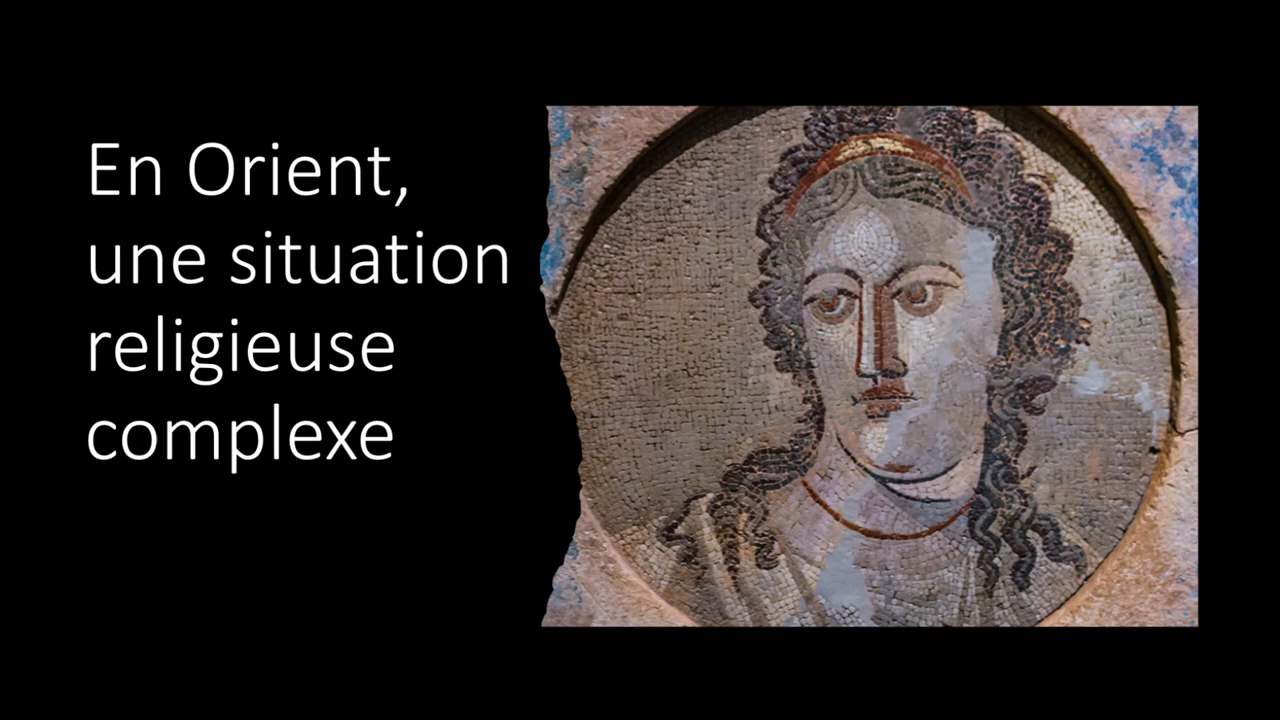 En Orient,
une situation
religieuse
complexe